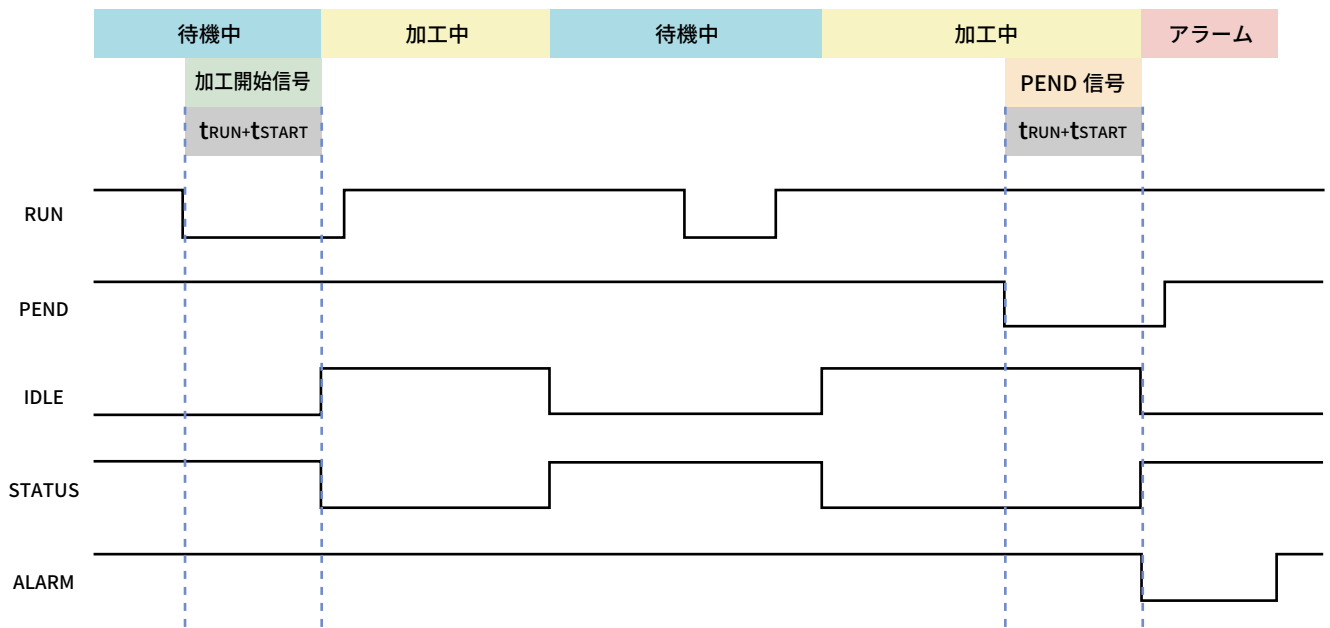 待機中 加工中 待機中 加工中 アラーム
加工開始信号 PEND 信号
tRUN+tSTART tRUN+tSTART
RUN
PEND
IDLE
STATUS
ALARM